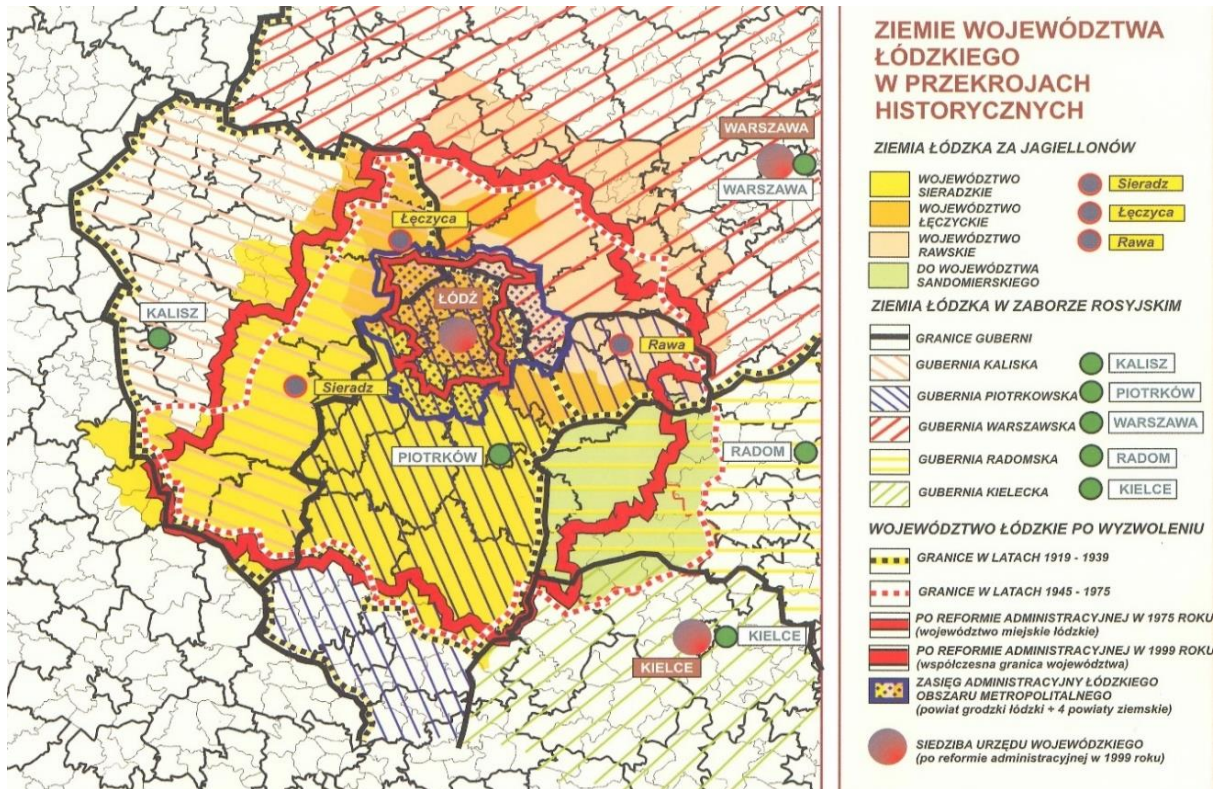 ZIEMIE WOJEWÓDZTWA
ŁÓDZKIEGO
W PRZEKROJACH
HISTORYCZNYCH
ZIEMIA ŁÓDZKA ZA JAGIELLONÓW
WOJEWÓDZTWO
SIERADZKIE
Sieradz
WOJEWÓDZTWO
ŁĘCZYCKIE
Łęczyca
WOJEWÓDZTWO
RAWSKIE
Rawa
DO WOJEWÓDZTWA
SANDOMIERSKIEGO
ZIEMIA ŁÓDZKA W ZABORZE ROSYJSKIM
GRANICE GUBERNI
GUBERNIA KALISKA
KALISZ
GUBERNIA PIOTRKOWSKA
PIOTRKÓW
GUBERNIA WARSZAWSKA
WARSZAWA
GUBERNIA RADOMSKA
RADOM
GUBERNIA KIELECKA
KIELCE
WOJEWÓDZTWO ŁÓDZKIE PO WYZWOLENIU
GRANICE W LATACH 1919 - 1939
GRANICE W LATACH 1945 - 1975
PO REFORMIE ADMINISTRACYJNEJ W 1975 ROKU
(województwo miejskie łódzkie)
PO REFORMIE ADMINISTRACYJNEJ W 1999 ROKU
(współczesna granica województwa)
ZASIĘG ADMINISTRACYJNY ŁÓDZKIEGO
OBSZARU METROPOLITALNEGO
(powiat grodzki łódzki + 4 powiaty ziemskie)
SIEDZIBA URZĘDU WOJEWÓDZKIEGO
(po reformie administracyjnej w 1999 roku)
WARSZAWA
WARSZAWA
Łęczyca
ŁÓDŹ
KALISZ
Rawa
Sieradz
PIOTRKÓW
RADOM
KIELCE
KIELCE